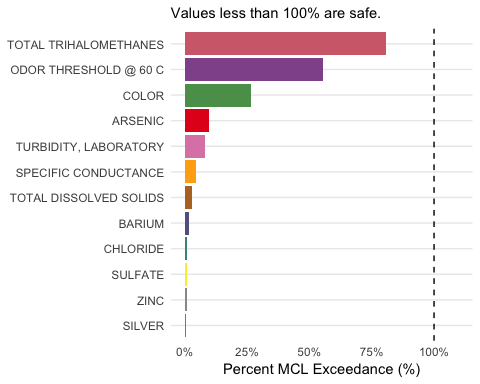 Values less than 100% are safe.
TOTAL TRIHALOMETHANES
ODOR THRESHOLD @ 60 C
COLOR
ARSENIC
TURBIDITY, LABORATORY
SPECIFIC CONDUCTANCE
TOTAL DISSOLVED SOLIDS
BARIUM
CHLORIDE
SULFATE
ZINC
SILVER
0% 25% 50% 75% 100%
Percent MCL Exceedance (%)